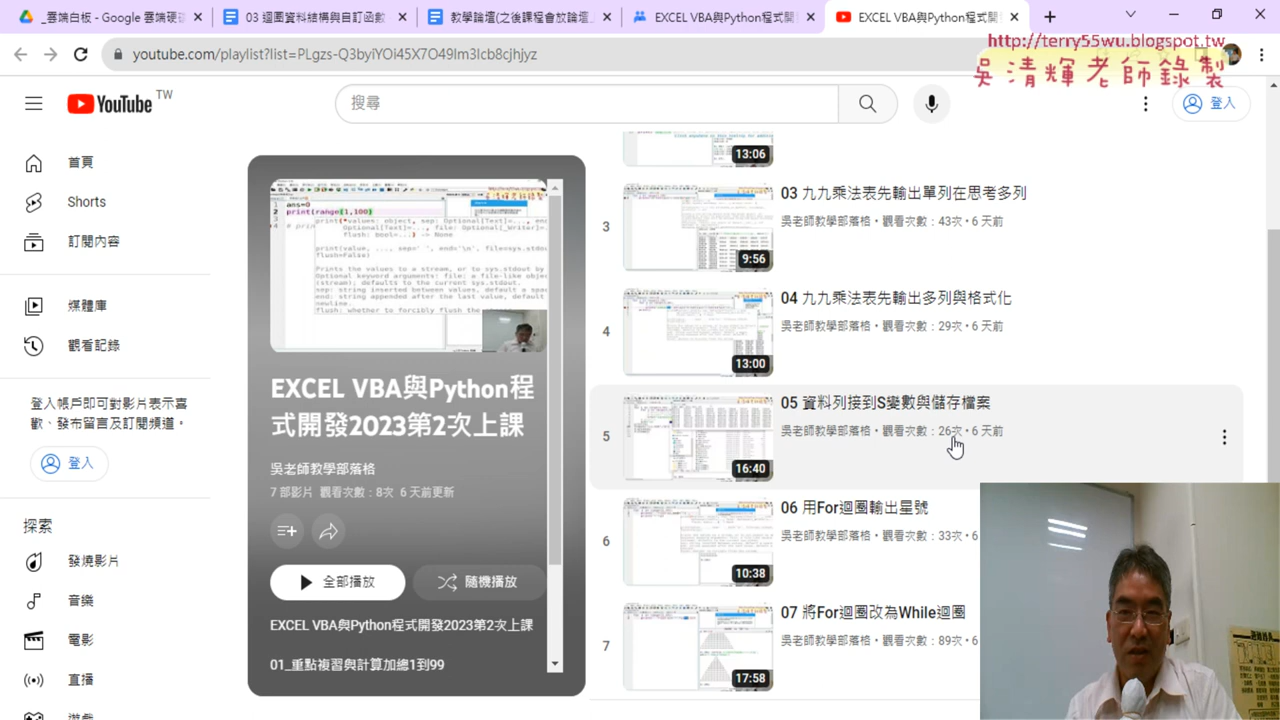 _雲端白板 - Google 雲端硬碟
03 迴圈資料結構與自訂函數
教學論壇(之後課程會放論壇上
EXCEL VBA與Python程式開發
EXCEL VBA與Python程式開發
youtube.com/playlist?list=PLgzs-Q3byiYOi45X7O49lm3Icb8cjhjyz
http://terry55wu.blogspot.tw
吳清輝老師錄製
YouTube TW
搜尋
登入
首頁
Shorts
訂閱內容
媒體庫
觀看記錄
登入帳戶即可對影片表示喜
歡、發布留言及訂閱頻道。
登入
探索
發燒影片
音樂
電影
直播
遊戲
ans=0
print(range(1,100)
EXCEL VBA與Python程
式開發2023第2次上課
吳老師教學部落格
7 部影片 觀看次數：8次 6 天前更新
全部播放
隨機播放
EXCEL VBA與Python程式開發2023第2次上課
01_重點複習與計算加總1到99
13:06
3
9:56
03 九九乘法表先輸出單列在思考多列
吳老師教學部落格 • 觀看次數：43次 • 6 天前
4
13:00
04 九九乘法表先輸出多列與格式化
吳老師教學部落格 • 觀看次數：29次 • 6 天前
5
16:40
05 資料列接到S變數與儲存檔案
吳老師教學部落格 • 觀看次數：26次 • 6 天前
6
10:38
06 用For迴圈輸出星號
吳老師教學部落格 • 觀看次數：33次 • 6
7
17:58
07 將For迴圈改為While迴圈
吳老師教學部落格 • 觀看次數：89次 • 6